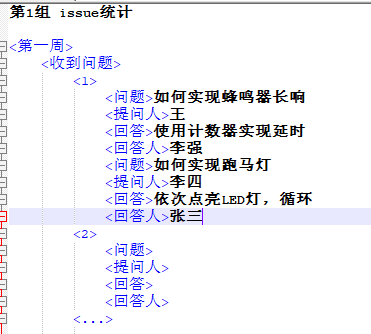 第1组 issue统计
<第一周>
<收到问题>
<1>
<问题>如何实现蜂鸣器长响
<提问人>王
<回答>使用计数器实现延时
<回答人>李强
<问题>如何实现跑马灯
<提问人>李四
<回答>依次点亮LED灯，循环
<回答人>张三
<2>
<问题>
<提问人>
<回答>
<回答人>
<...>